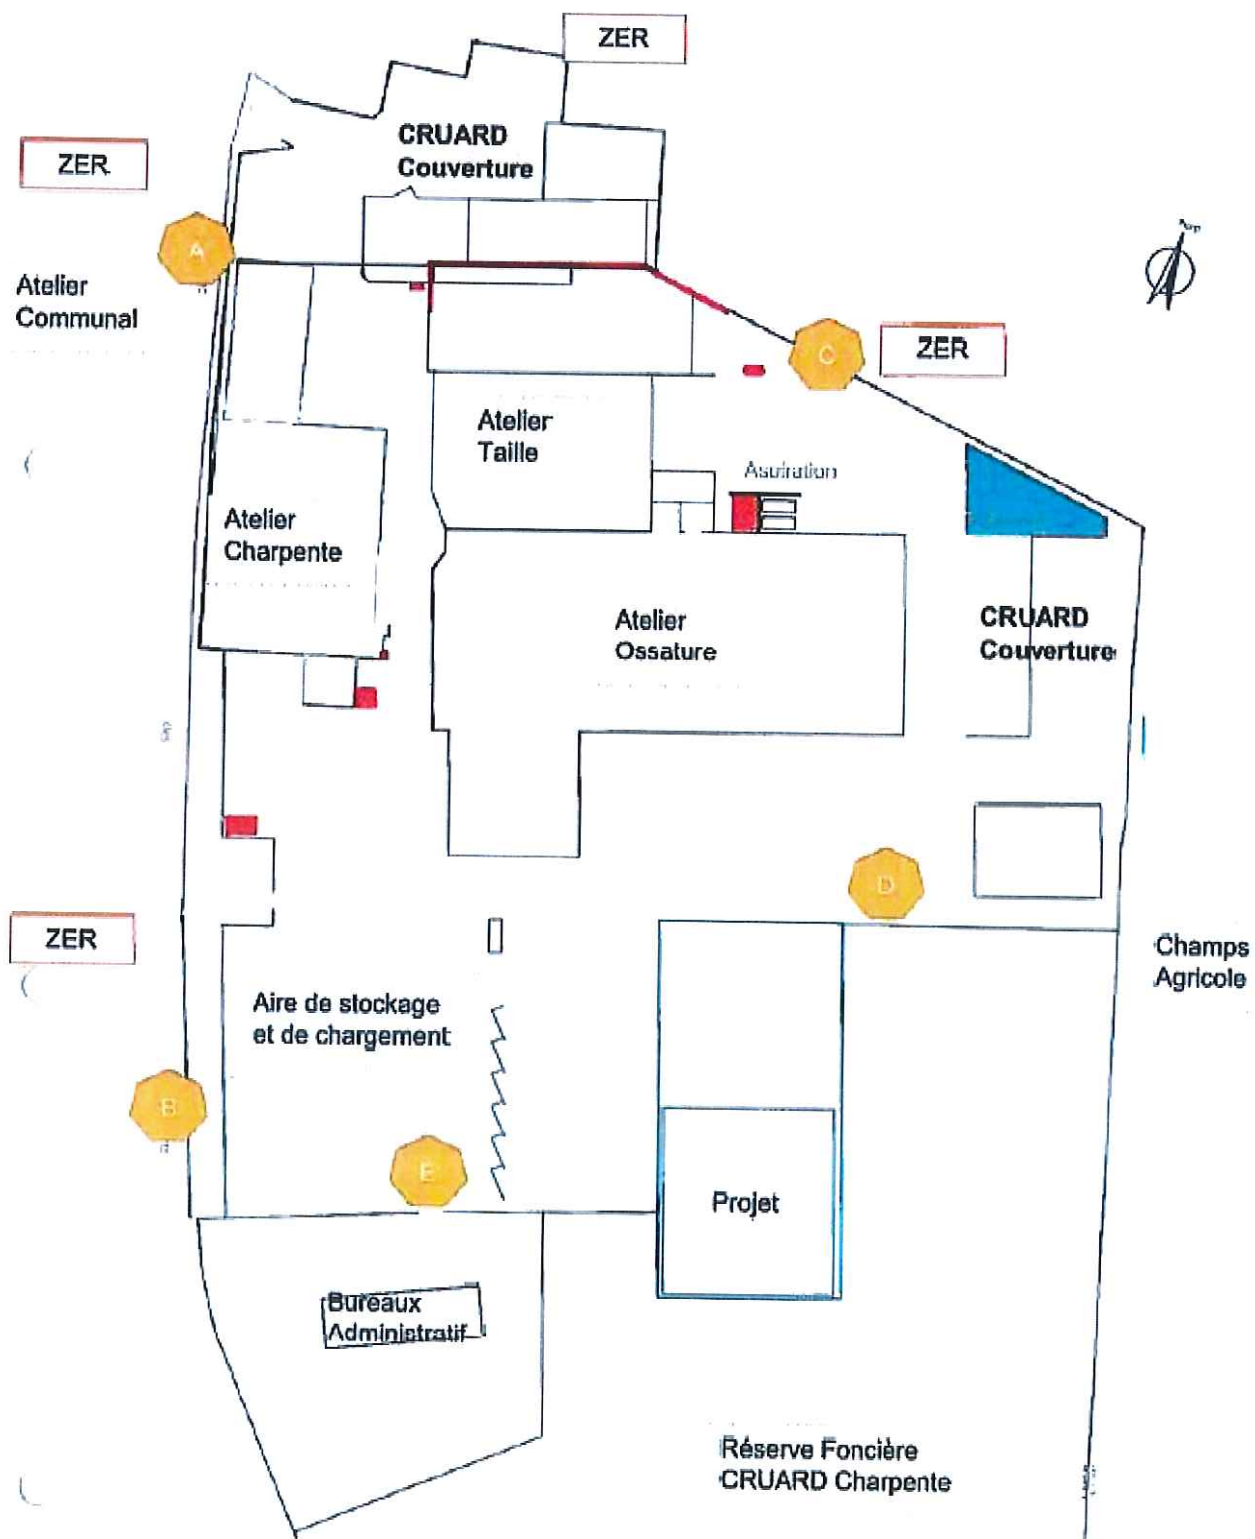 ZER
CRUARD
Couverture
ZER
A
Atelier
Communal
C
ZER
Atelier
Taille
Asuiration
Atelier
Charpente
Atelier
Ossature
CRUARD
Couverture
D
ZER
Champs
Agricole
Aire de stockage
et de chargement
B
E
Projet
Bureaux
Administratif
Réserve Foncière
CRUARD Charpente